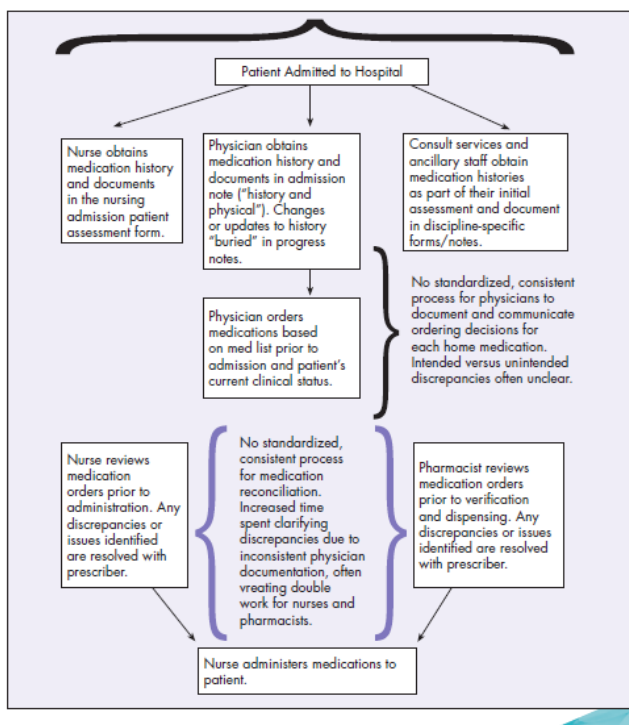 Patient Admitted to Hospital
Nurse obtains
medication history
and documents
in the nursing
admission patient
assessment form.
Physician obtains
medication history and
documents in admission
note (“history and
physical”). Changes
or updates to history
“buried” in progress
notes.
Consult services and
ancillary staff obtain
medication histories
as part of their initial
assessment and document
in discipline-specific
forms/notes.
Physician orders
medications based
on med list prior to
admission and patient’s
current clinical status.
No standardized, consistent
process for physicians to
document and communicate
ordering decisions for
each home medication.
Intended versus unintended
discrepancies often unclear.
Nurse reviews
medication
orders prior to
administration. Any
discrepancies or
issues identified
are resolved with
prescriber.
No standardized,
consistent process
for medication
reconciliation.
Increased time
spent clarifying
discrepancies due to
inconsistent physician
documentation, often
vreating double
work for nurses and
pharmacists.
Pharmacist reviews
medication orders
prior to verification
and dispensing. Any
discrepancies or issues
identified are resolved
with prescriber.
Nurse administers medications to
patient.